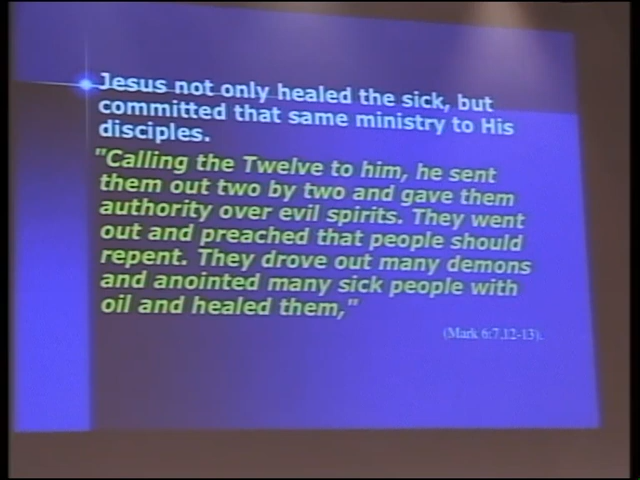 Jesus not only healed the sick, but
committed that same ministry to His
disciples.
"Calling the Twelve to him, he sent
them out two by two and gave them
authority over evil spirits. They went
out and preached that people should
repent. They drove out many demons
and anointed many sick people with
oil and healed them,"
(Mark 6:7,12-13).